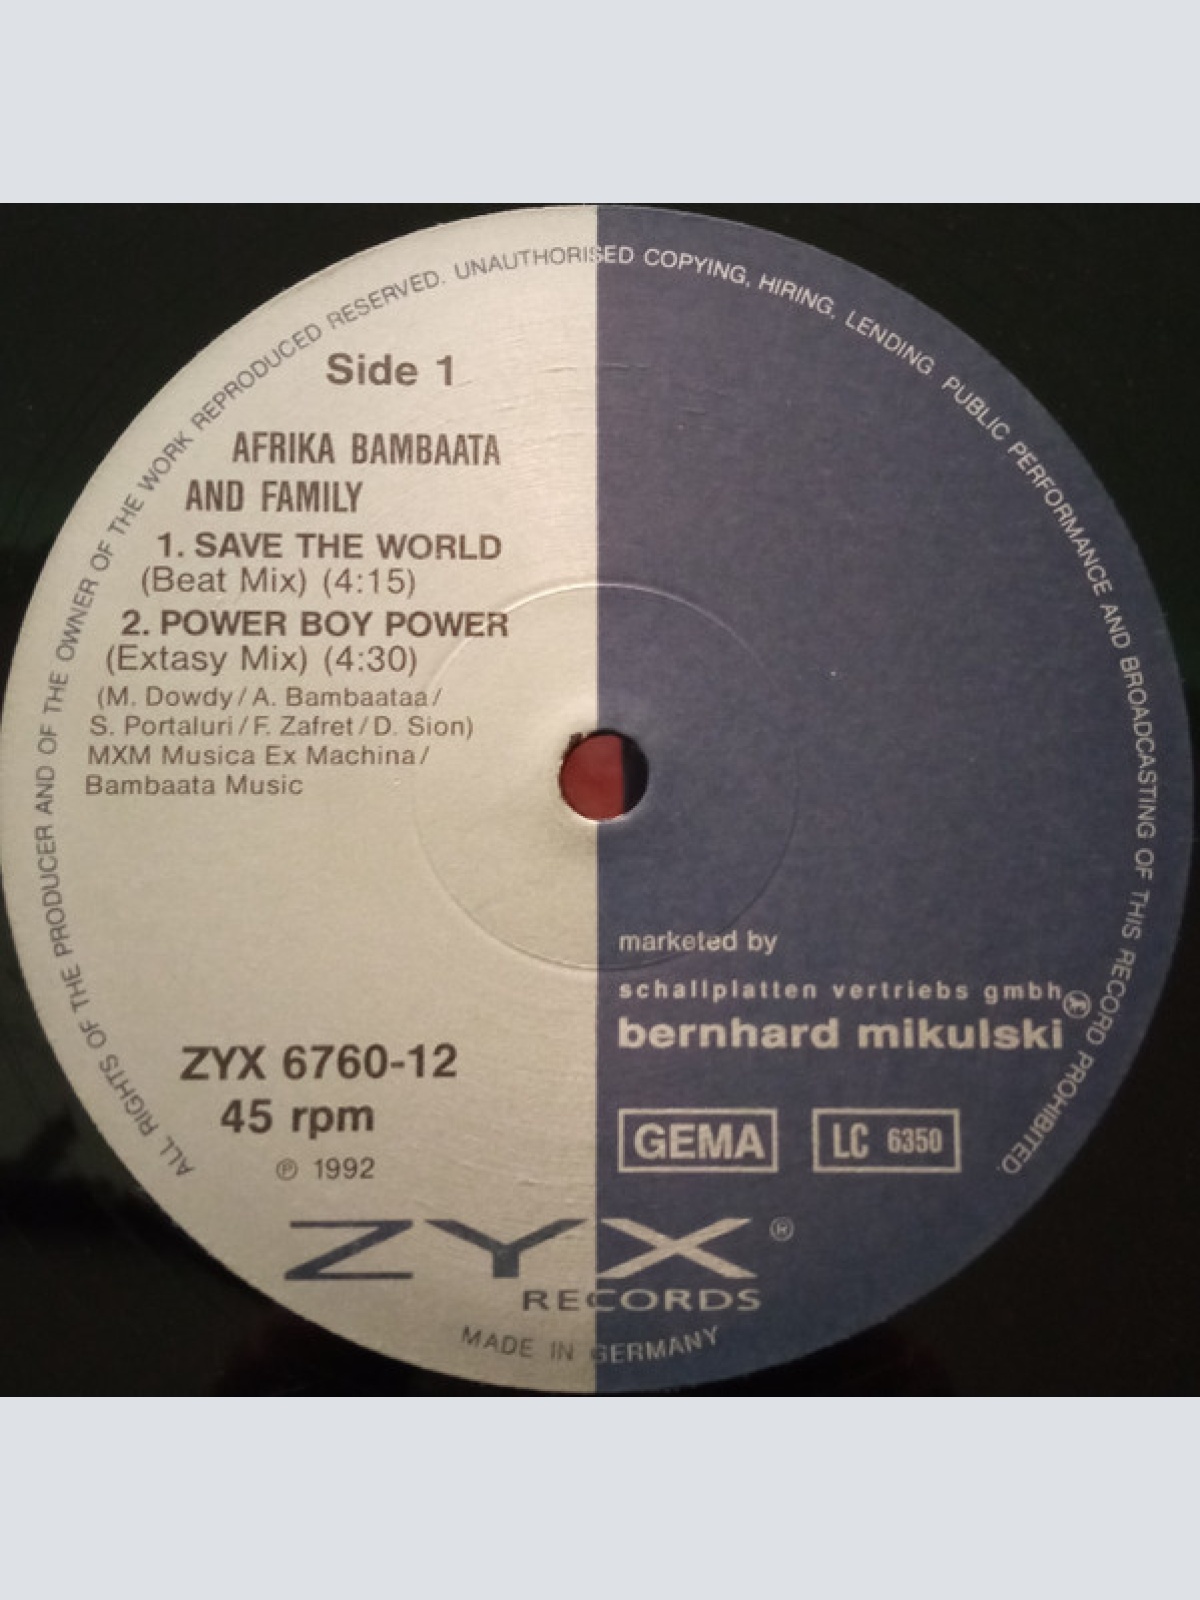 ALL RIGHTS OF THE PRODUCER AND OF THE OWNER OF THE WORK REPRODUCED RESERVED. UNAUTHORISED COPYING, HIRING, LENDING PUBLIC PERFORMANCE AND BROADCASTING OF THIS RECORD PROHIBITED.
Side 1
AFRIKA BAMBAATA
AND FAMILY
1. SAVE THE WORLD
(Beat Mix) (4:15)
2. POWER BOY POWER
(Extasy Mix) (4:30)
(M. Dowdy / A. Bambaataa /
S. Portaluri / F. Zafret / D. Sion)
MXM Musica Ex Machina /
Bambaata Music
marketed by
schallplatten vertriebs gmbh
bernhard mikulski
ZYX 6760-12
45 rpm
℗ 1992
GEMA
LC 6350
ZYX ®
RECORDS
MADE IN GERMANY